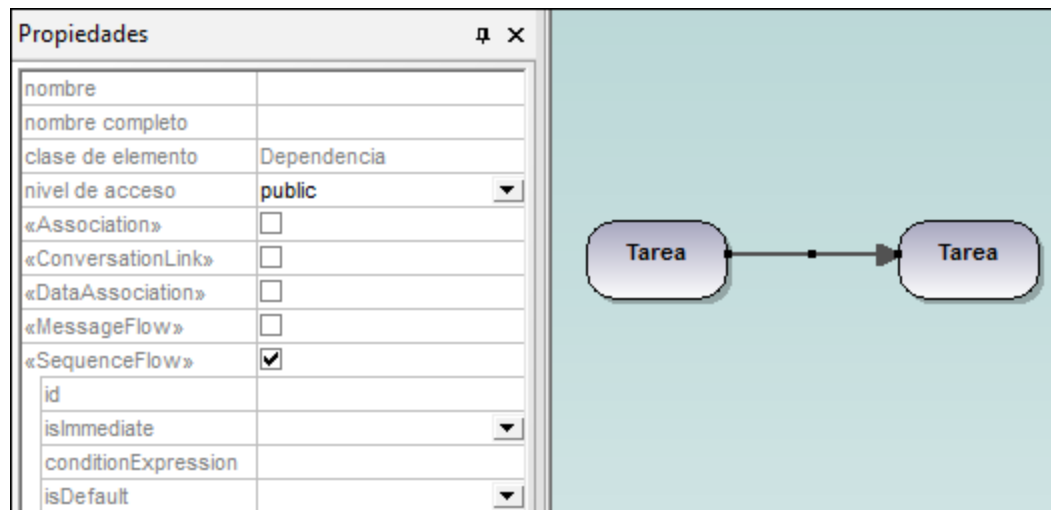 Propiedades
nombre
nombre completo
clase de elemento Dependencia
nivel de acceso public
«Association»
«ConversationLink»
«DataAssociation»
«MessageFlow»
«SequenceFlow»
id
isImmediate
conditionExpression
isDefault
Tarea Tarea